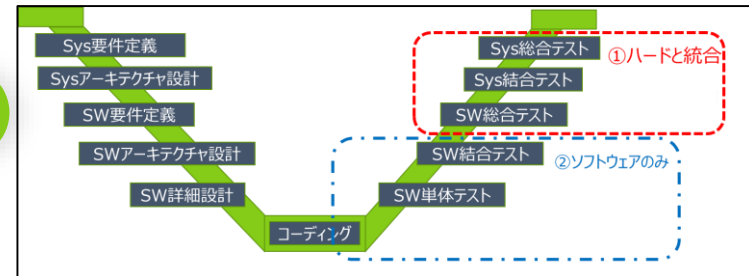 Sys要件定義
Sysアーキテクチャ設計
SW要件定義
SWアーキテクチャ設計
SW詳細設計
コーディング
Sys総合テスト
Sys結合テスト
SW総合テスト
SW結合テスト
SW単体テスト
①ハードと統合
②ソフトウェアのみ